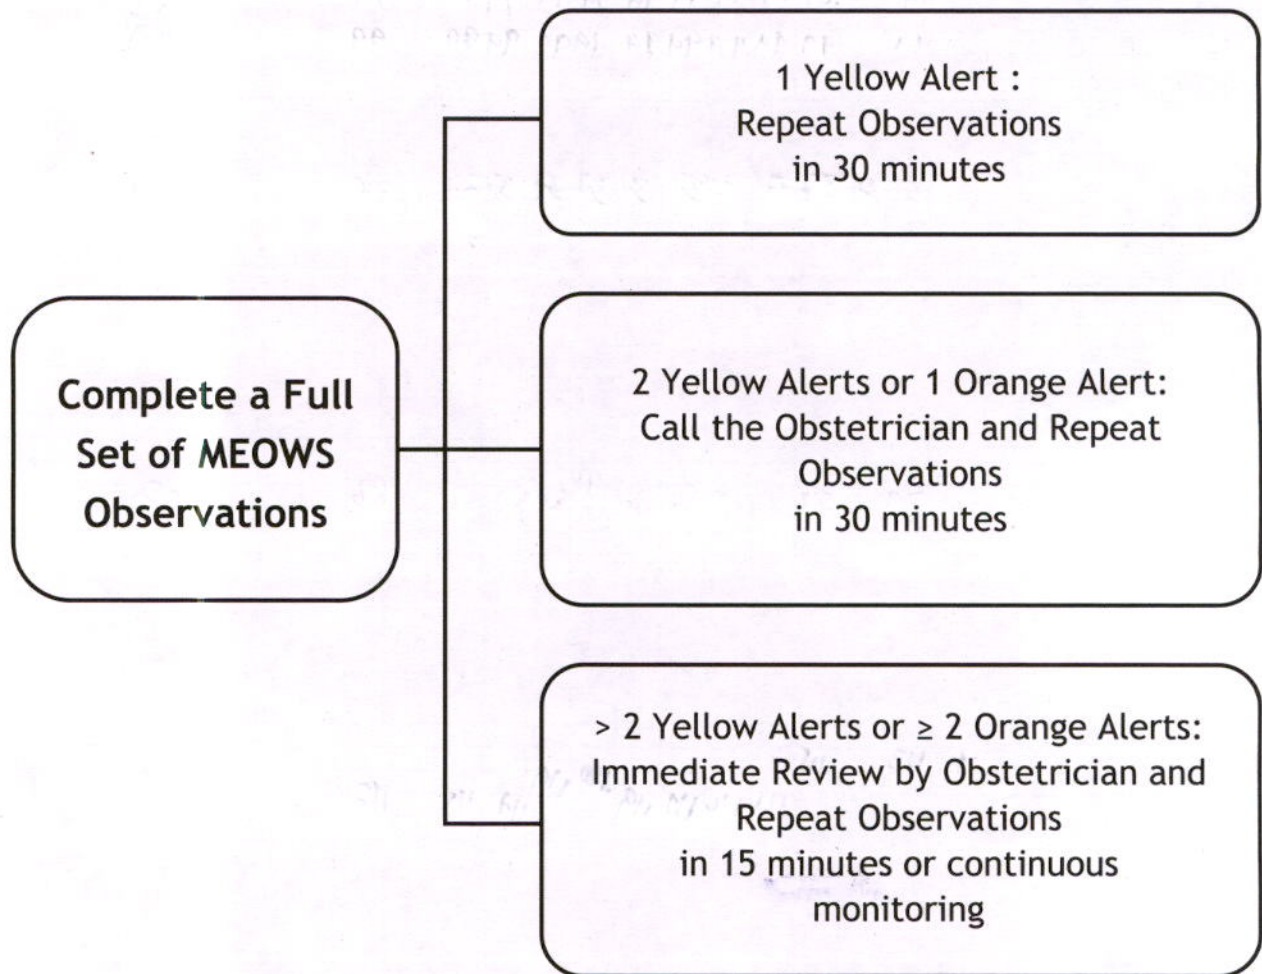 1 Yellow Alert :
Repeat Observations
in 30 minutes
Complete a Full
Set of MEOWS
Observations
2 Yellow Alerts or 1 Orange Alert:
Call the Obstetrician and Repeat
Observations
in 30 minutes
> 2 Yellow Alerts or ≥ 2 Orange Alerts:
Immediate Review by Obstetrician and
Repeat Observations
in 15 minutes or continuous
monitoring